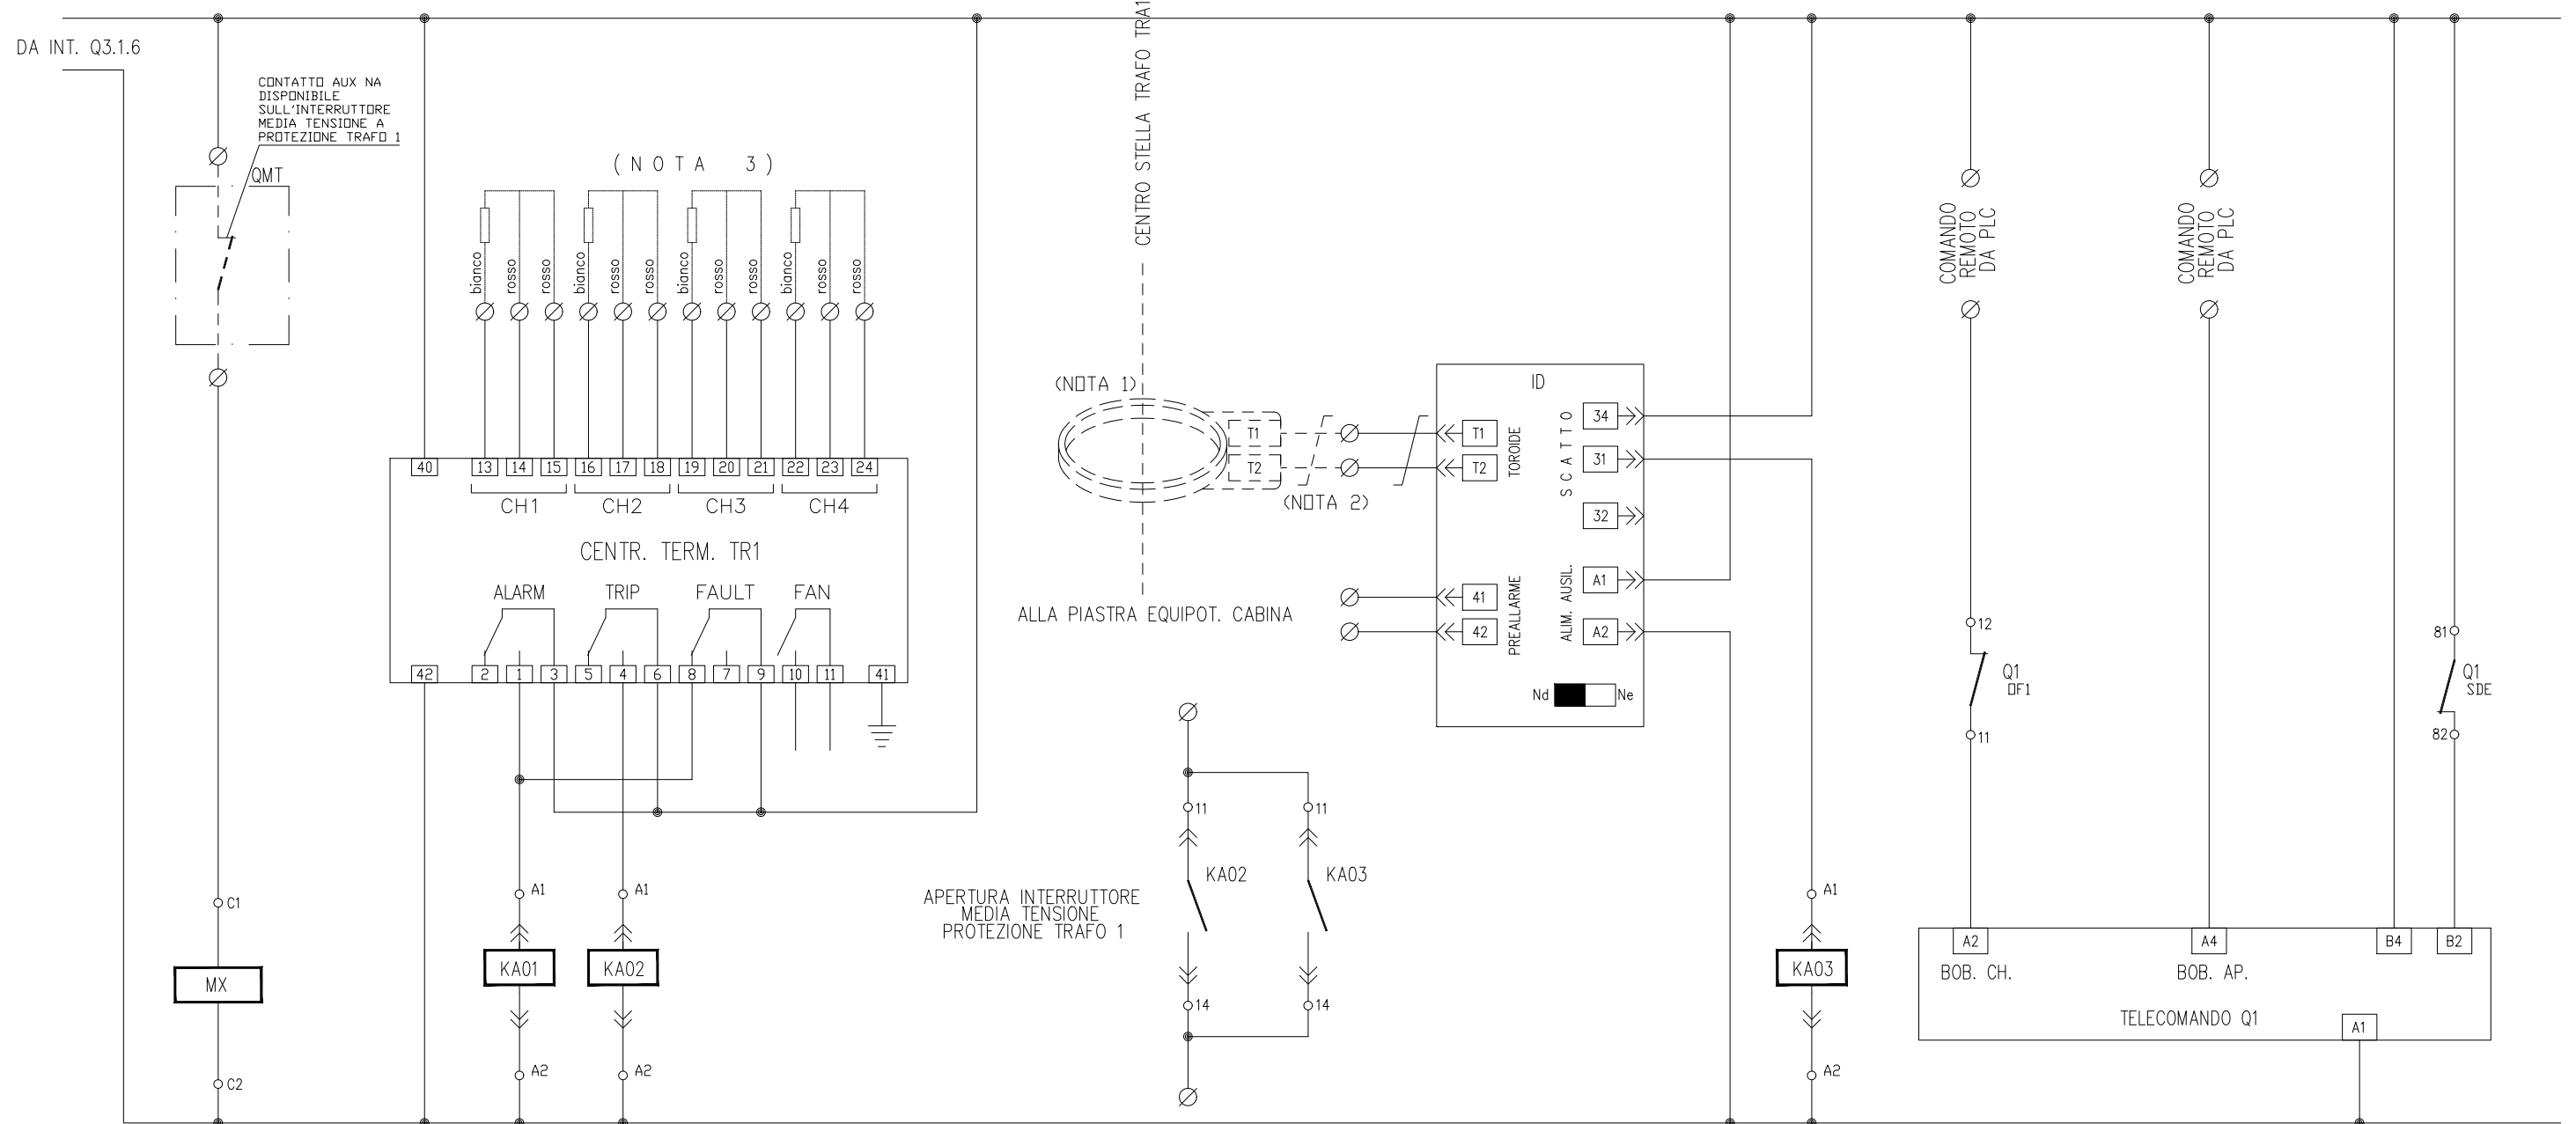 DA INT. Q3.1.6
CONTATTO AUX NA
DISPONIBILE
SULL'INTERRUTTORE
MEDIA TENSIONE A
PROTEZIONE TRAFO 1
QMT
C1
MX
C2
(NOTA 3)
bianco
rosso
rosso
bianco
rosso
rosso
bianco
rosso
rosso
bianco
rosso
rosso
40
13
14
15
16
17
18
19
20
21
22
23
24
CH1
CH2
CH3
CH4
CENTR. TERM. TR1
ALARM
TRIP
FAULT
FAN
42
2
1
3
5
4
6
8
7
9
10
11
41
A1
A1
KA01
KA02
A2
A2
CENTRO STELLA TRAFO TRA1
(NOTA 1)
T1
T2
(NOTA 2)
ALLA PIASTRA EQUIPOT. CABINA
ID
T1
T2
TOROIDE
SCATTO
34
31
32
41
42
PREALLARME
ALIM. AUSIL.
A1
A2
Nd
Ne
11
11
KA02
KA03
APERTURA INTERRUTTORE
MEDIA TENSIONE
PROTEZIONE TRAFO 1
14
14
A1
KA03
A2
COMANDO
REMOTO
DA PLC
COMANDO
REMOTO
DA PLC
12
Q1
OF1
11
81
Q1
SDE
82
A2
A4
B4
B2
BOB. CH.
BOB. AP.
TELECOMANDO Q1
A1